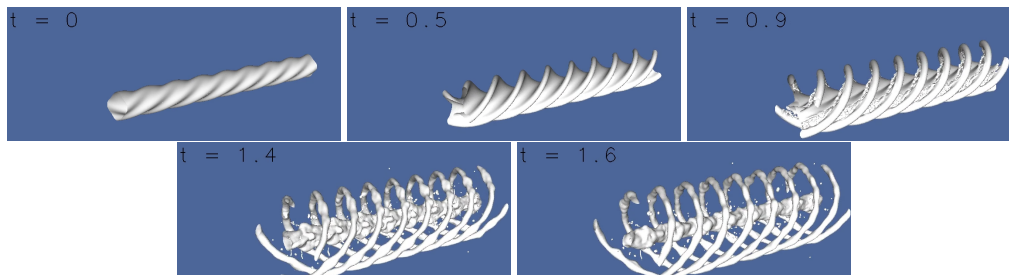 t = 0
t = 0.5
t = 0.9
t = 1.4
t = 1.6